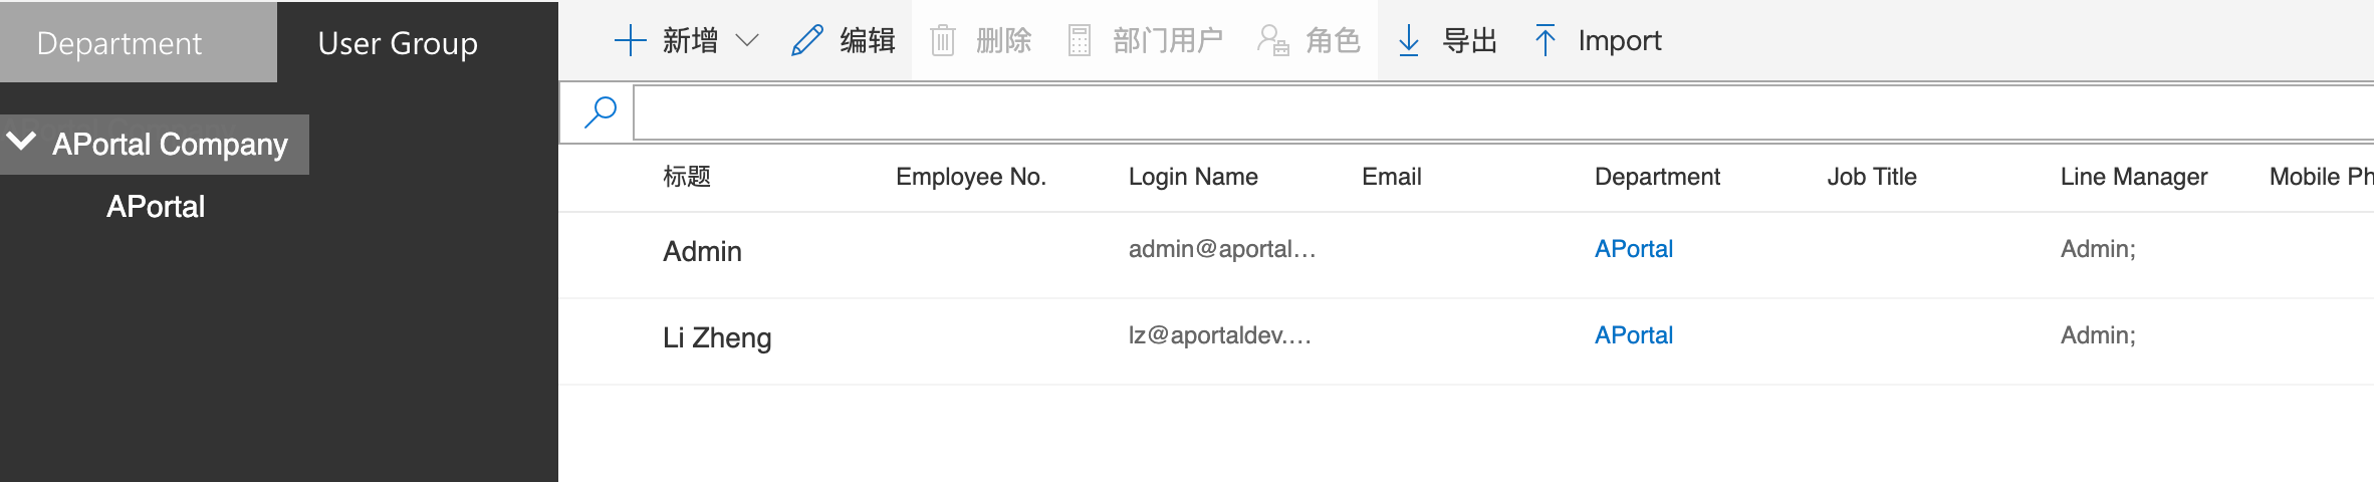 Department User Group
新增 编辑 删除 部门用户 角色 导出 Import
APortal Company
APortal
标题 Employee No. Login Name Email Department Job Title Line Manager Mobile Ph
Admin admin@aportal... APortal Admin;
Li Zheng lz@aportaldev.... APortal Admin;